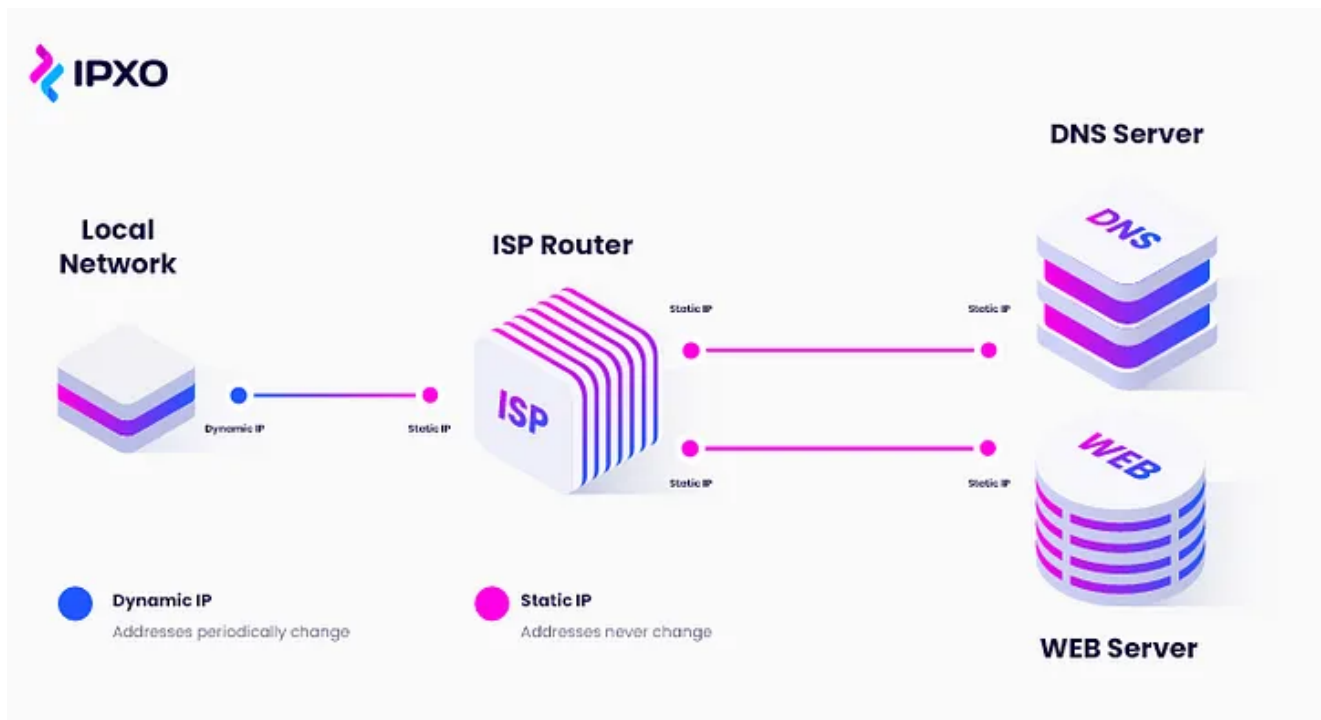 IPXO
DNS Server
DNS
Local
Network
ISP Router
Static IP
Static IP
ISP
Dynamic IP
Static IP
WEB
Static IP
Static IP
Dynamic IP
Static IP
Addresses periodically change
Addresses never change
WEB Server